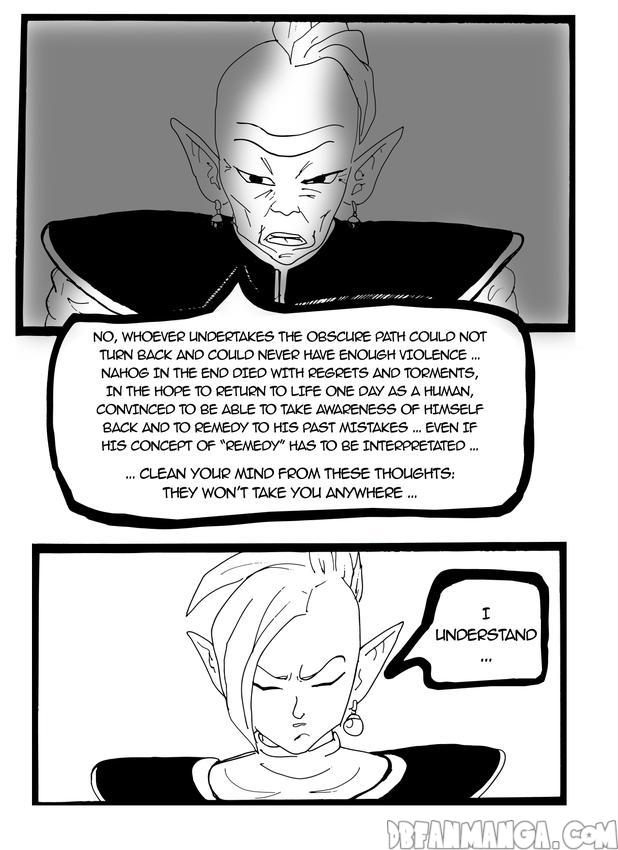 NO, WHOEVER UNDERTAKES THE OBSCURE PATH COULD NOT
TURN BACK AND COULD NEVER HAVE ENOUGH VIOLENCE ...
NAHOG IN THE END DIED WITH REGRETS AND TORMENTS,
IN THE HOPE TO RETURN TO LIFE ONE DAY AS A HUMAN,
CONVINCED TO BE ABLE TO TAKE AWARENESS OF HIMSELF
BACK AND TO REMEDY TO HIS PAST MISTAKES ... EVEN IF
HIS CONCEPT OF “REMEDY” HAS TO BE INTERPRETATED ...
... CLEAN YOUR MIND FROM THESE THOUGHTS:
THEY WON'T TAKE YOU ANYWHERE ...
I
UNDERSTAND
...
DBFANMANGA.COM